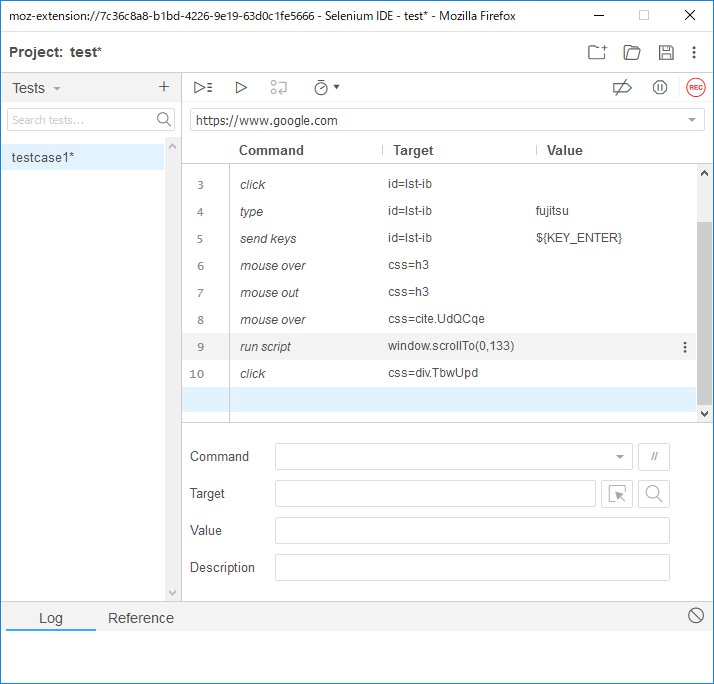 moz-extension://7c36c8a8-b1bd-4226-9e19-63d0c1fe5666 - Selenium IDE - test* - Mozilla Firefox
Project: test*
Tests
REC
Search tests...
https://www.google.com
testcase1*
Command Target Value
3 click id=lst-ib
4 type id=lst-ib fujitsu
5 send keys id=lst-ib ${KEY_ENTER}
6 mouse over css=h3
7 mouse out css=h3
8 mouse over css=cite.UdQCqe
9 run script window.scrollTo(0,133)
10 click css=div.TbwUpd
Command //
Target
Value
Description
Log Reference